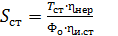 Sст = (Tст · ηнер) / (Фо · ηи.ст)